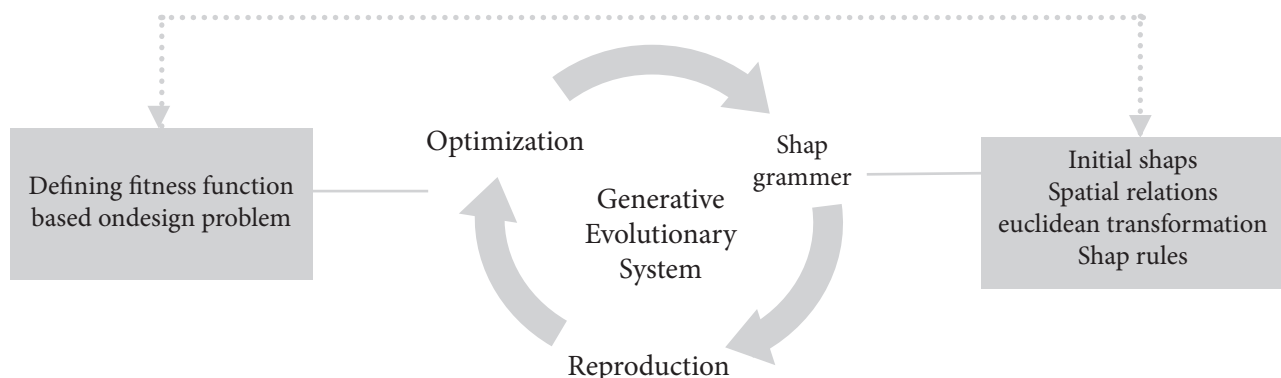 Optimization
Shap
grammer
Defining fitness function
based ondesign problem
Generative
Evolutionary
System
Initial shaps
Spatial relations
euclidean transformation
Shap rules
Reproduction